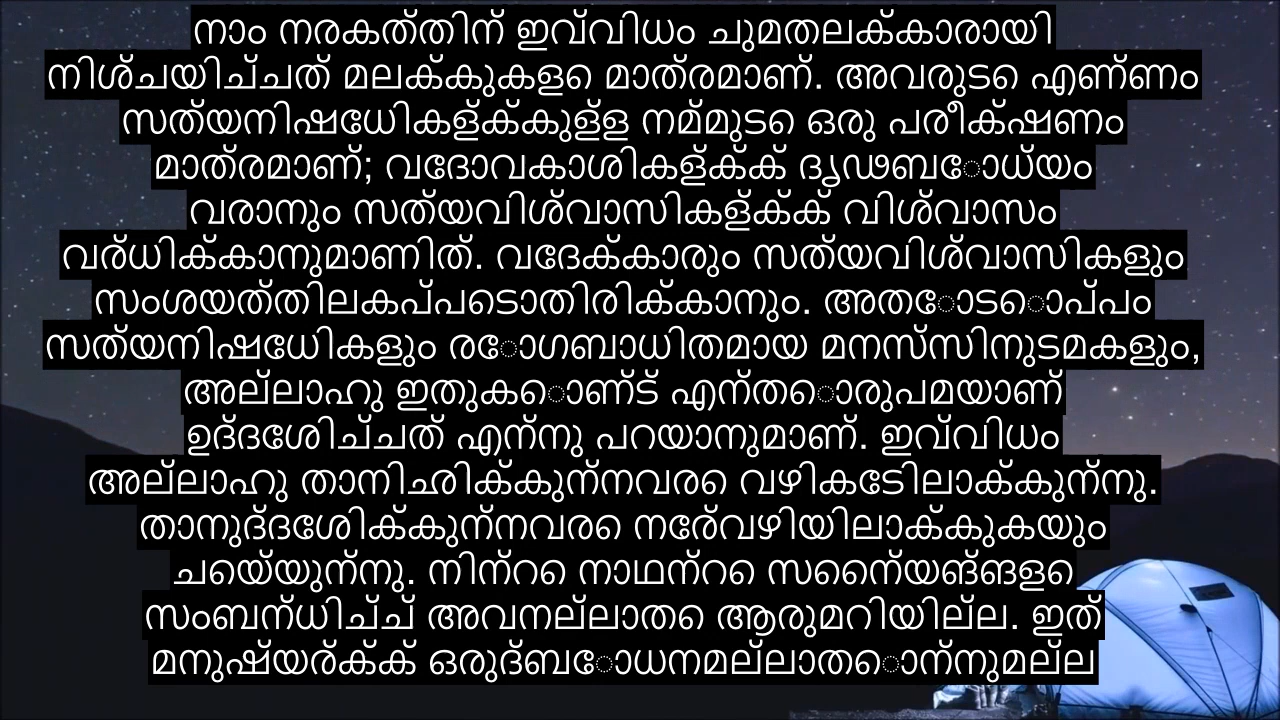 നാം നരകത്തിന് ഇവ്വിധം ചുമതലക്കാരായി
നിശ്ചയിച്ചത് മലക്കുകളെ മാത്രമാണ്. അവരുടെ എണ്ണം
സത്യനിഷേധികള്ക്കുള്ള നമ്മുടെ ഒരു പരീക്ഷണം
മാത്രമാണ്; വേദാവകാശികള്ക്ക് ദൃഢബോധ്യം
വരാനും സത്യവിശ്വാസികള്ക്ക് വിശ്വാസം
വര്ധിക്കാനുമാണിത്. വേദക്കാരും സത്യവിശ്വാസികളും
സംശയത്തിലകപ്പെടാതിരിക്കാനും. അതോടൊപ്പം
സത്യനിഷേധികളും രോഗബാധിതമായ മനസ്സിനുടമകളും,
അല്ലാഹു ഇതുകൊണ്ട് എന്തൊരുപമയാണ്
ഉദ്ദേശിച്ചത് എന്നു പറയാനുമാണ്. ഇവ്വിധം
അല്ലാഹു താനിഛിക്കുന്നവരെ വഴികേടിലാക്കുന്നു.
താനുദ്ദേശിക്കുന്നവരെ നേര്വഴിയിലാക്കുകയും
ചെയ്യുന്നു. നിന്റെ നാഥന്റെ സൈന്യങ്ങളെ
സംബന്ധിച്ച് അവനല്ലാതെ ആരുമറിയില്ല. ഇത്
മനുഷ്യര്ക്ക് ഒരുദ്ബോധനമല്ലാതൊന്നുമല്ല